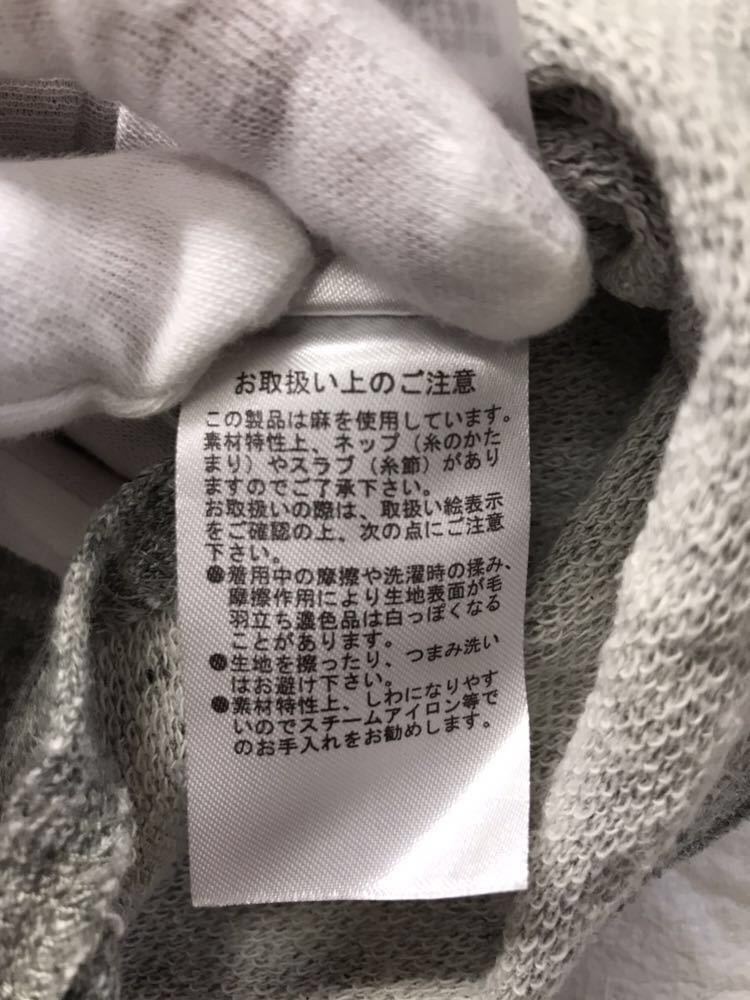 お取扱い上のご注意
この製品は麻を使用しています。
素材特性上、ネップ（糸のかた
まり）やスラブ（糸節）があり
ますのでご了承下さい。
お取扱いの際は、取扱い絵表示
をご確認の上、次の点にご注意
下さい。
●着用中の摩擦や洗濯時の揉み、
摩擦作用により生地表面が毛
羽立ち濃色品は白っぽくなる
ことがあります。
●生地を擦ったり、つまみ洗い
はお避け下さい。
●素材特性上、しわになりやす
いのでスチームアイロン等で
のお手入れをお勧めします。